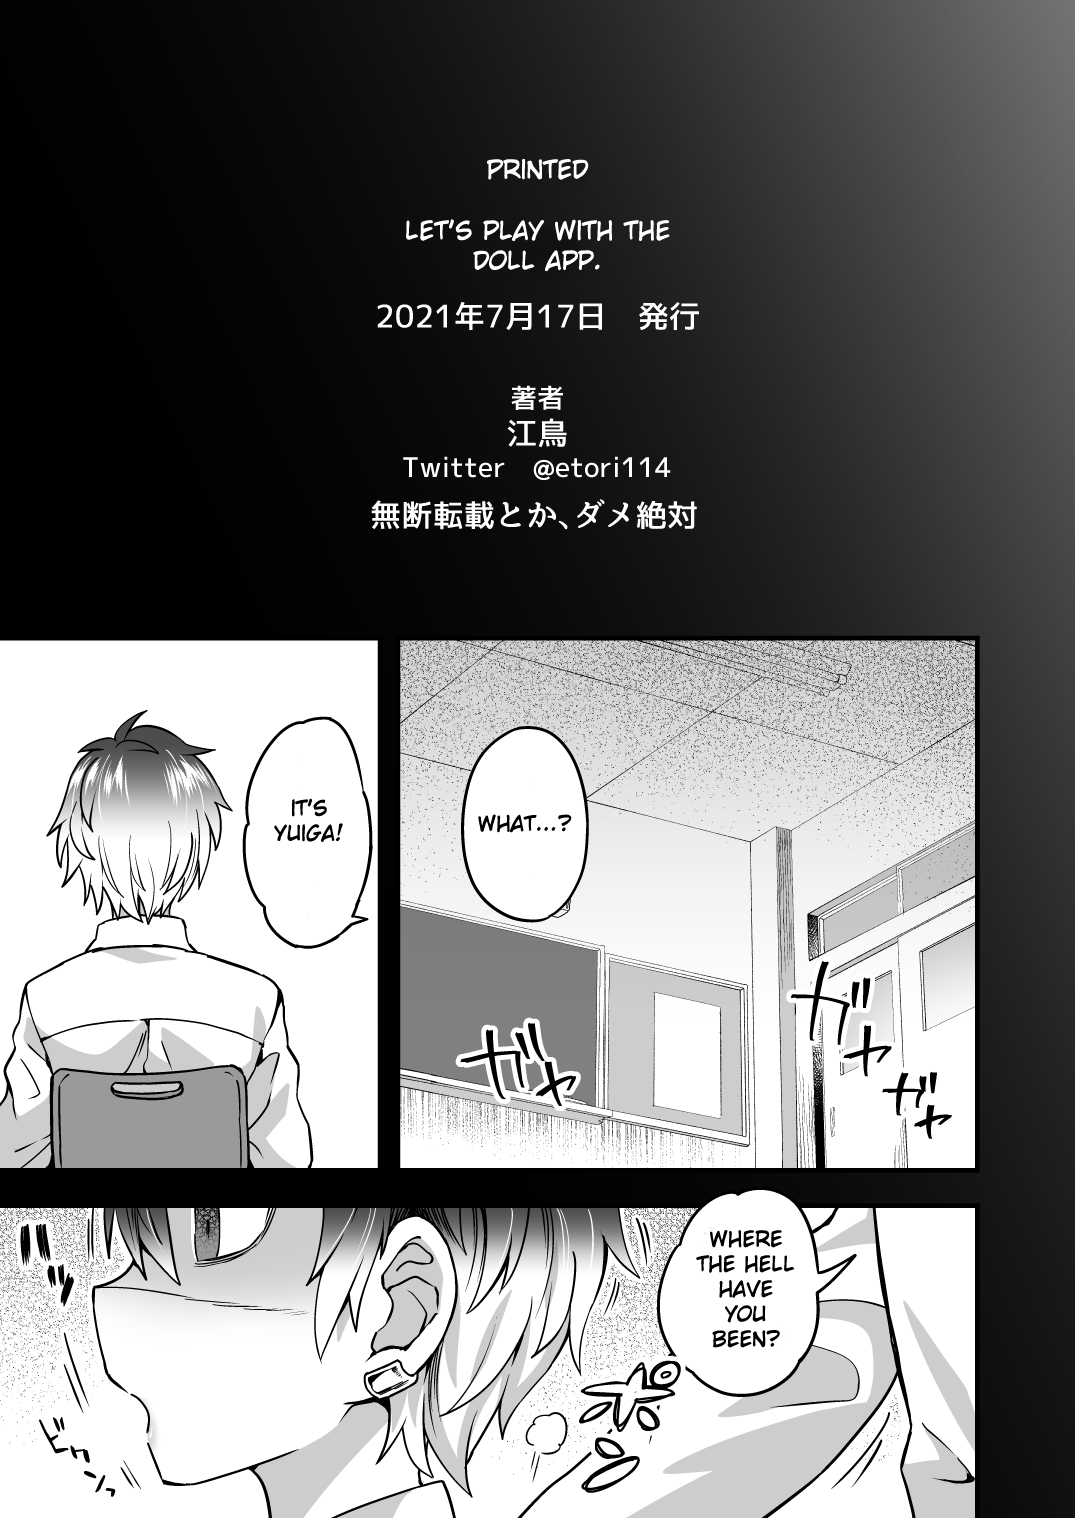 PRINTED
LET'S PLAY WITH THE
DOLL APP.
2021年7月17日　発行
著者
江鳥
Twitter　@etori114
無断転載とか、ダメ絶対
WHAT...?
ガヤ
ガヤ
ガヤ
IT'S
YUIGA!
WHERE
THE HELL
HAVE
YOU
BEEN?
ポン
ドクンッ